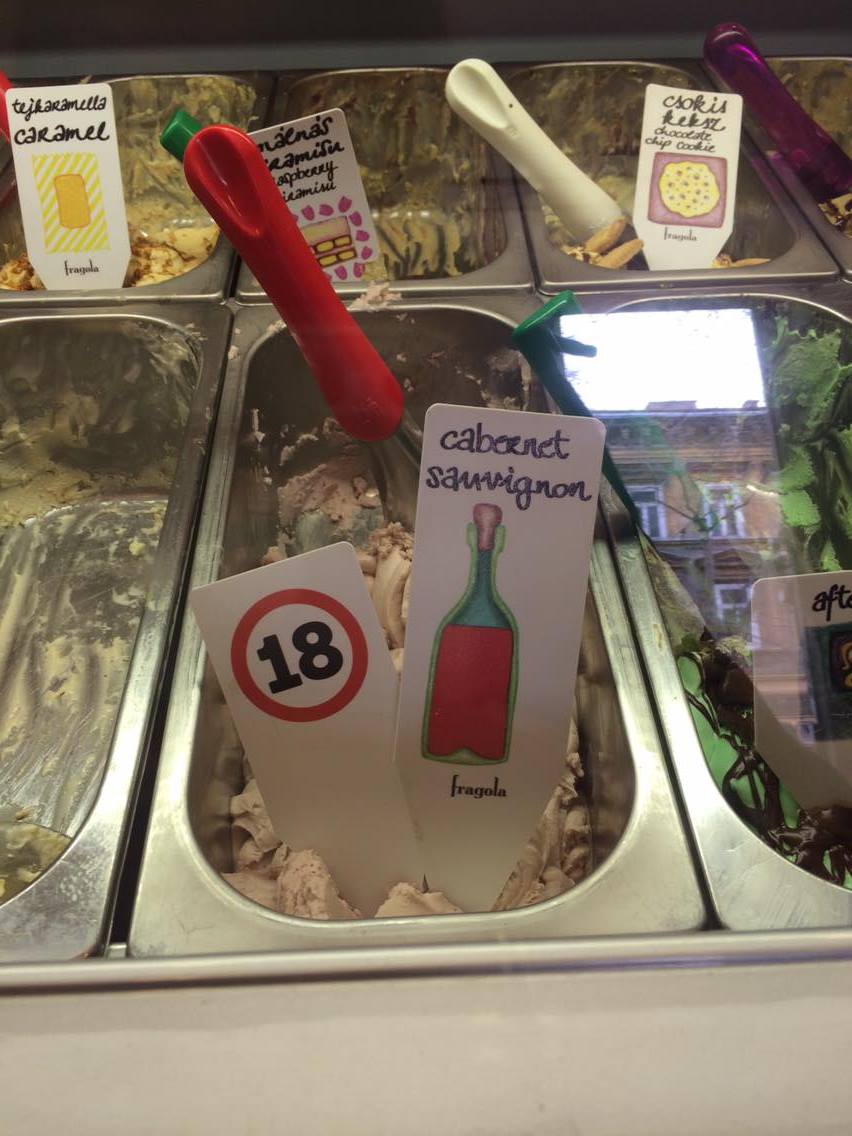 tejkaramella
caramel
fragola
málnás
tiramisu
raspberry
tiramisu
csokis
keksz
chocolate
chip cookie
fragola
cabernet
sauvignon
fragola
18